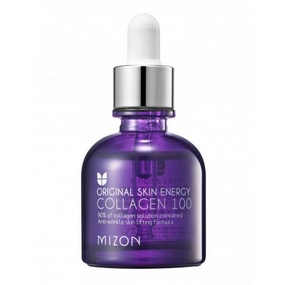 ORIGINAL SKIN ENERGY
COLLAGEN 100
90% of collagen solution contained
Anti-wrinkle skin lifting formula
MIZON